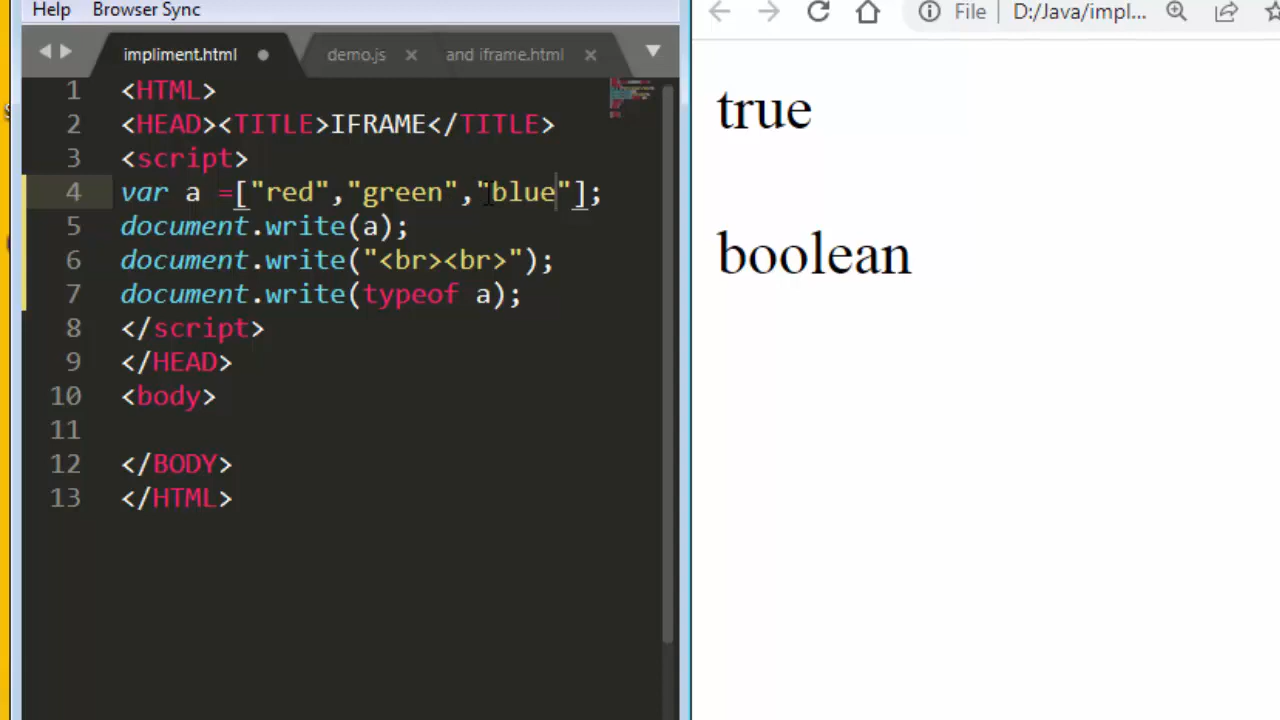 Help Browser Sync
impliment.html demo.js and iframe.html
File D:/Java/impl...
1 <HTML>
2 <HEAD><TITLE>IFRAME</TITLE>
3 <script>
4 var a =["red","green","blue"];
5 document.write(a);
6 document.write("<br><br>");
7 document.write(typeof a);
8 </script>
9 </HEAD>
10 <body>
11
12 </BODY>
13 </HTML>
true
boolean